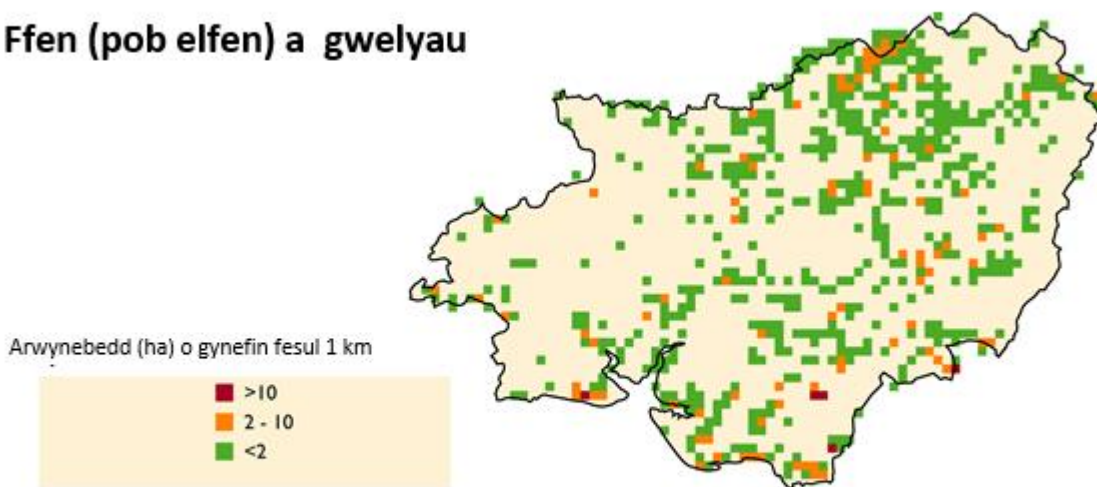 Ffen (pob elfen) a gwelyau
Arwynebedd (ha) o gynefin fesul 1 km
>10
2 - 10
<2